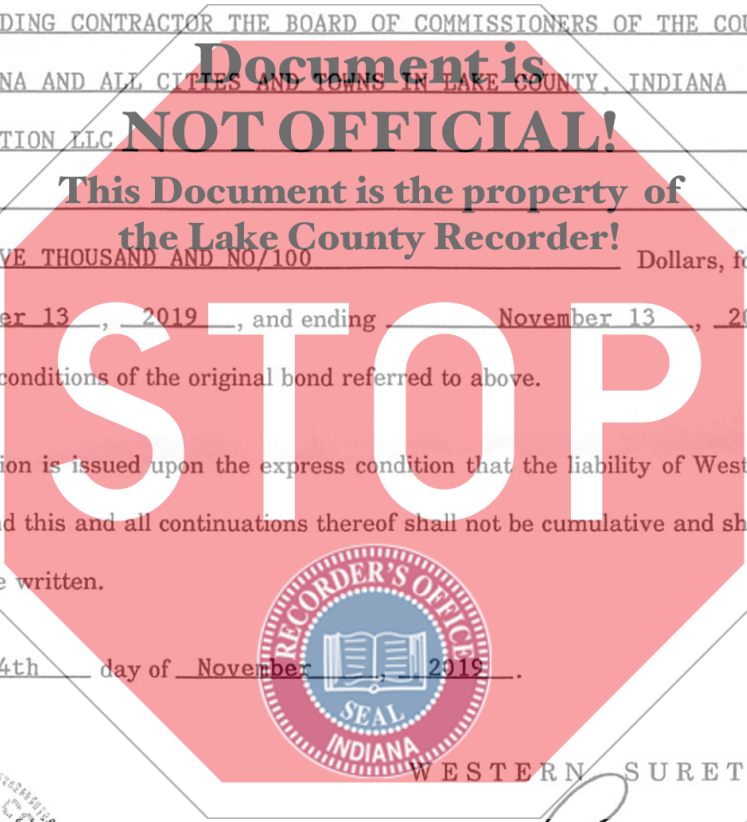 DING CONTRACTOR THE BOARD OF COMMISSIONERS OF THE COU
Document is
NA AND ALL CITIES AND TOWNS IN LAKE COUNTY, INDIANA
TION LLC
NOT OFFICIAL!
This Document is the property of
the Lake County Recorder!
VE THOUSAND AND NO/100 Dollars, fo
er 13 , 2019 , and ending November 13 , 20
STOP
conditions of the original bond referred to above.
ion is issued upon the express condition that the liability of West
d this and all continuations thereof shall not be cumulative and sh
e written.
RECORDER'S OFFICE
SEAL
INDIANA
4th day of November , 2019 .
WESTERN SURET